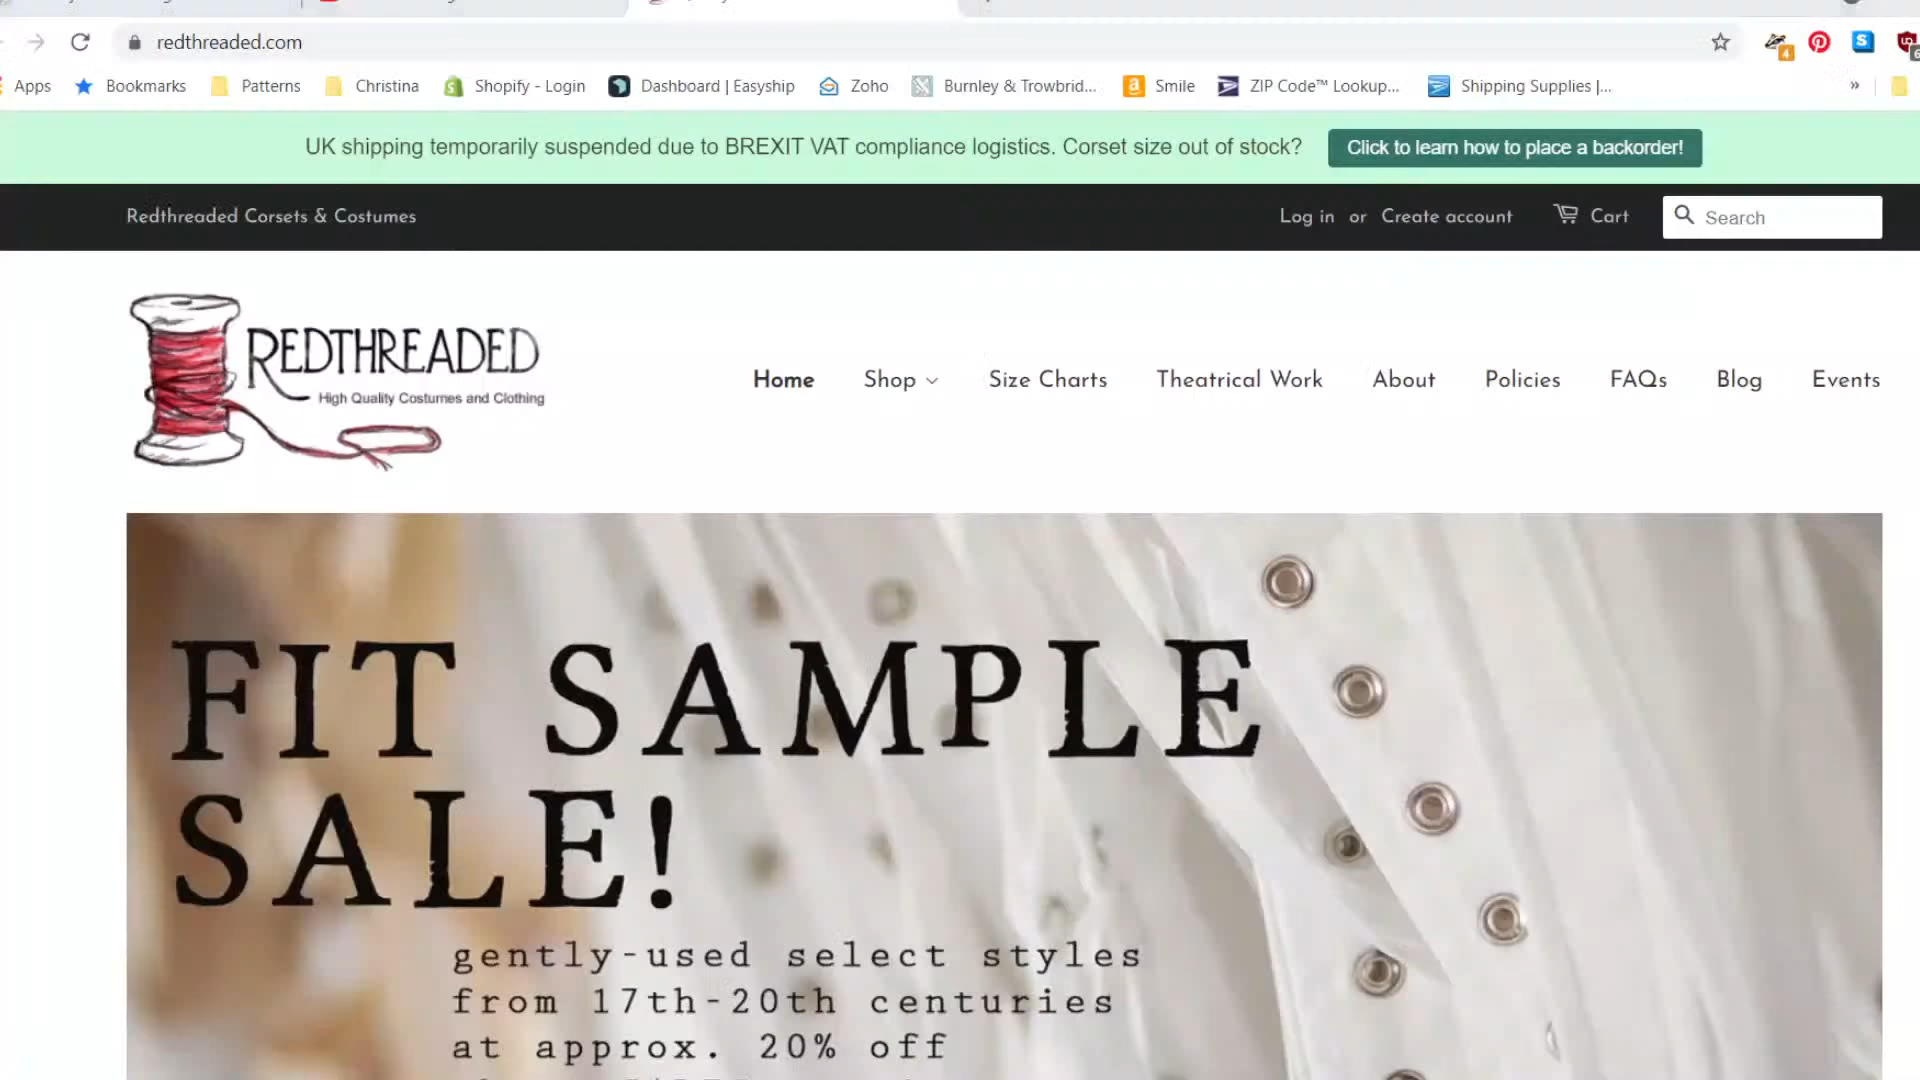 redthreaded.com
4
S
Apps Bookmarks Patterns Christina Shopify - Login Dashboard | Easyship Zoho Burnley & Trowbrid... Smile ZIP Code™ Lookup... Shipping Supplies |... »
UK shipping temporarily suspended due to BREXIT VAT compliance logistics. Corset size out of stock? Click to learn how to place a backorder!
Redthreaded Corsets & Costumes Log in or Create account Cart Search
REDTHREADED
High Quality Costumes and Clothing
Home Shop Size Charts Theatrical Work About Policies FAQs Blog Events
FIT SAMPLE
SALE!
gently-used select styles
from 17th-20th centuries
at approx. 20% off